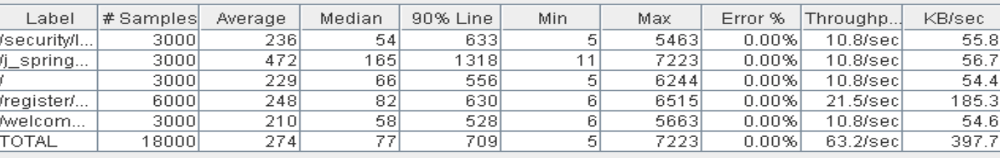 Label # Samples Average Median 90% Line Min Max Error % Throughp... KB/sec
/security/l... 3000 236 54 633 5 5463 0.00% 10.8/sec 55.8
/j_spring... 3000 472 165 1318 11 7223 0.00% 10.8/sec 56.7
/ 3000 229 66 556 5 6244 0.00% 10.8/sec 54.4
/register/... 6000 248 82 630 6 6515 0.00% 21.5/sec 185.3
/welcom... 3000 210 58 528 6 5663 0.00% 10.8/sec 54.6
TOTAL 18000 274 77 709 5 7223 0.00% 63.2/sec 397.7